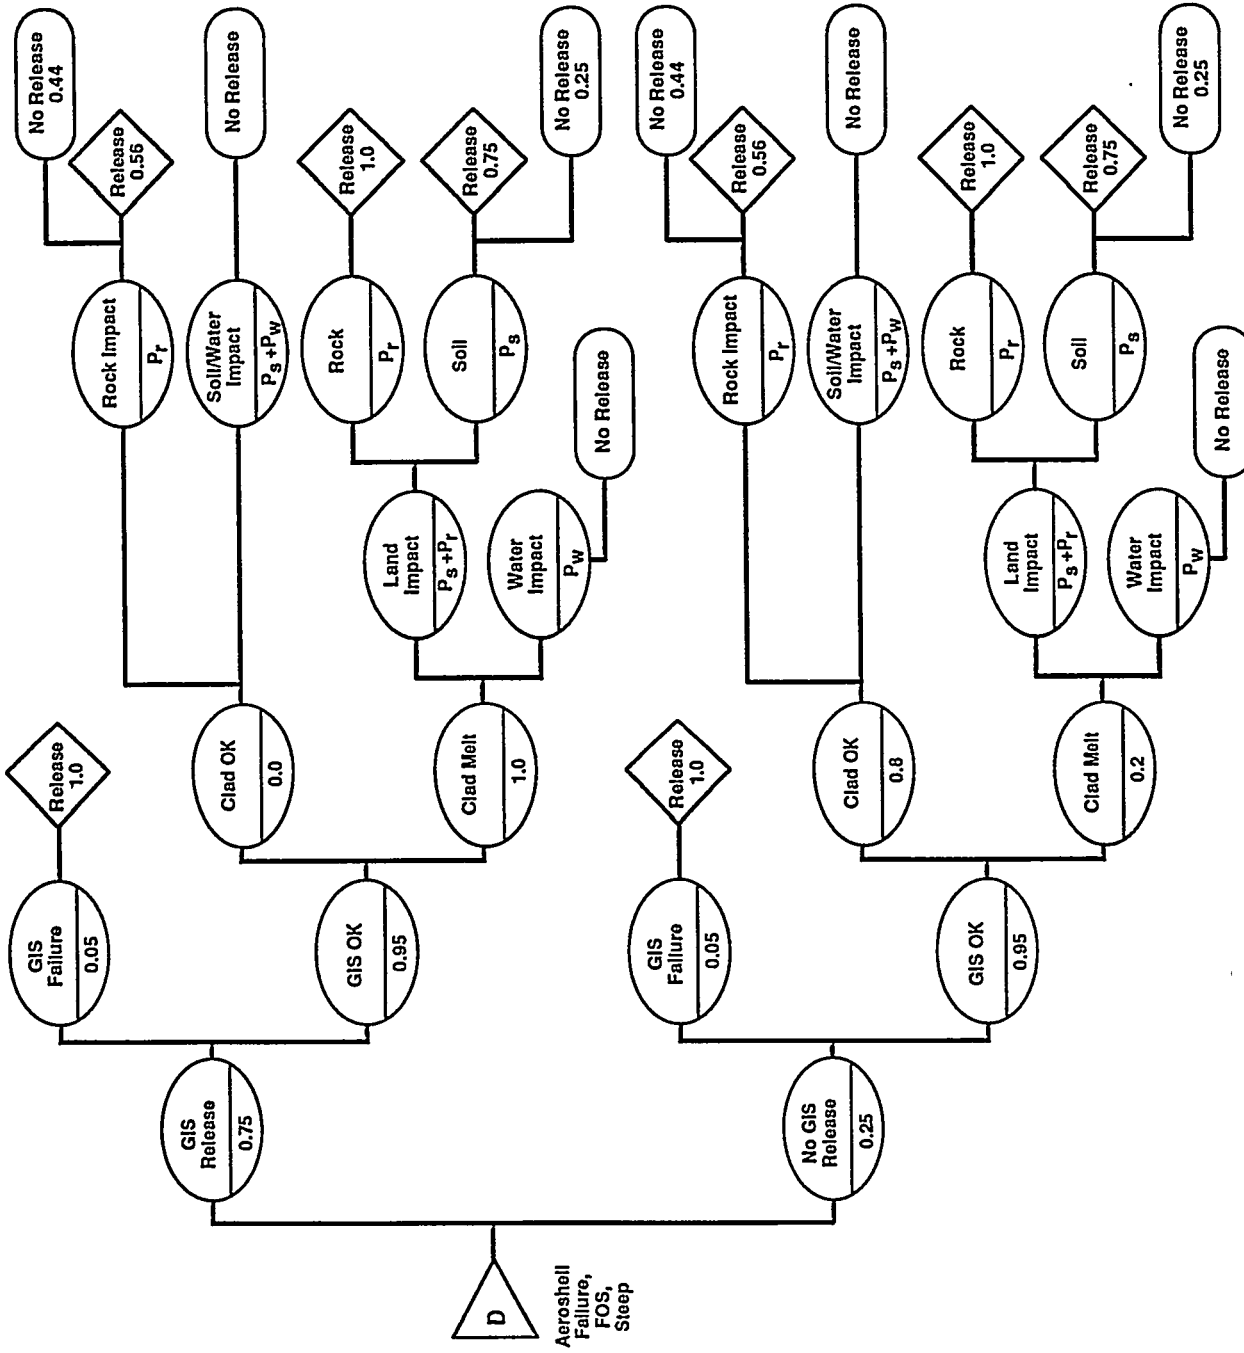 D
Aeroshell
Failure,
FOS,
Steep
GIS
Release
0.75
GIS
Failure
0.05
Release
1.0
GIS OK
0.95
Clad OK
0.0
Rock Impact
Pr
No Release
0.44
Release
0.56
Soil/Water
Impact
Ps+Pw
No Release
Clad Melt
1.0
Land
Impact
Ps+Pr
Rock
Pr
Release
1.0
Soil
Ps
Release
0.75
No Release
0.25
Water
Impact
Pw
No Release
No GIS
Release
0.25
GIS
Failure
0.05
Release
1.0
GIS OK
0.95
Clad OK
0.8
Rock Impact
Pr
No Release
0.44
Release
0.56
Soil/Water
Impact
Ps+Pw
No Release
Clad Melt
0.2
Land
Impact
Ps+Pr
Rock
Pr
Release
1.0
Soil
Ps
Release
0.75
No Release
0.25
Water
Impact
Pw
No Release